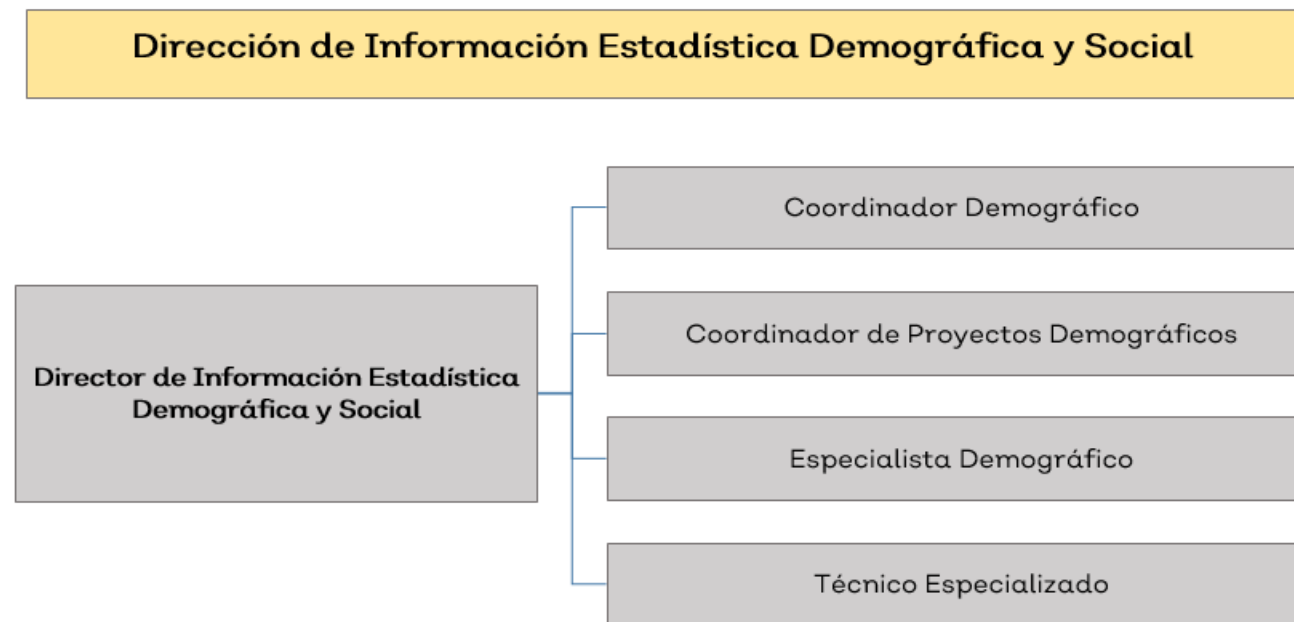 Dirección de Información Estadística Demográfica y Social
Coordinador Demográfico
Coordinador de Proyectos Demográficos
Director de Información Estadística
Demográfica y Social
Especialista Demográfico
Técnico Especializado